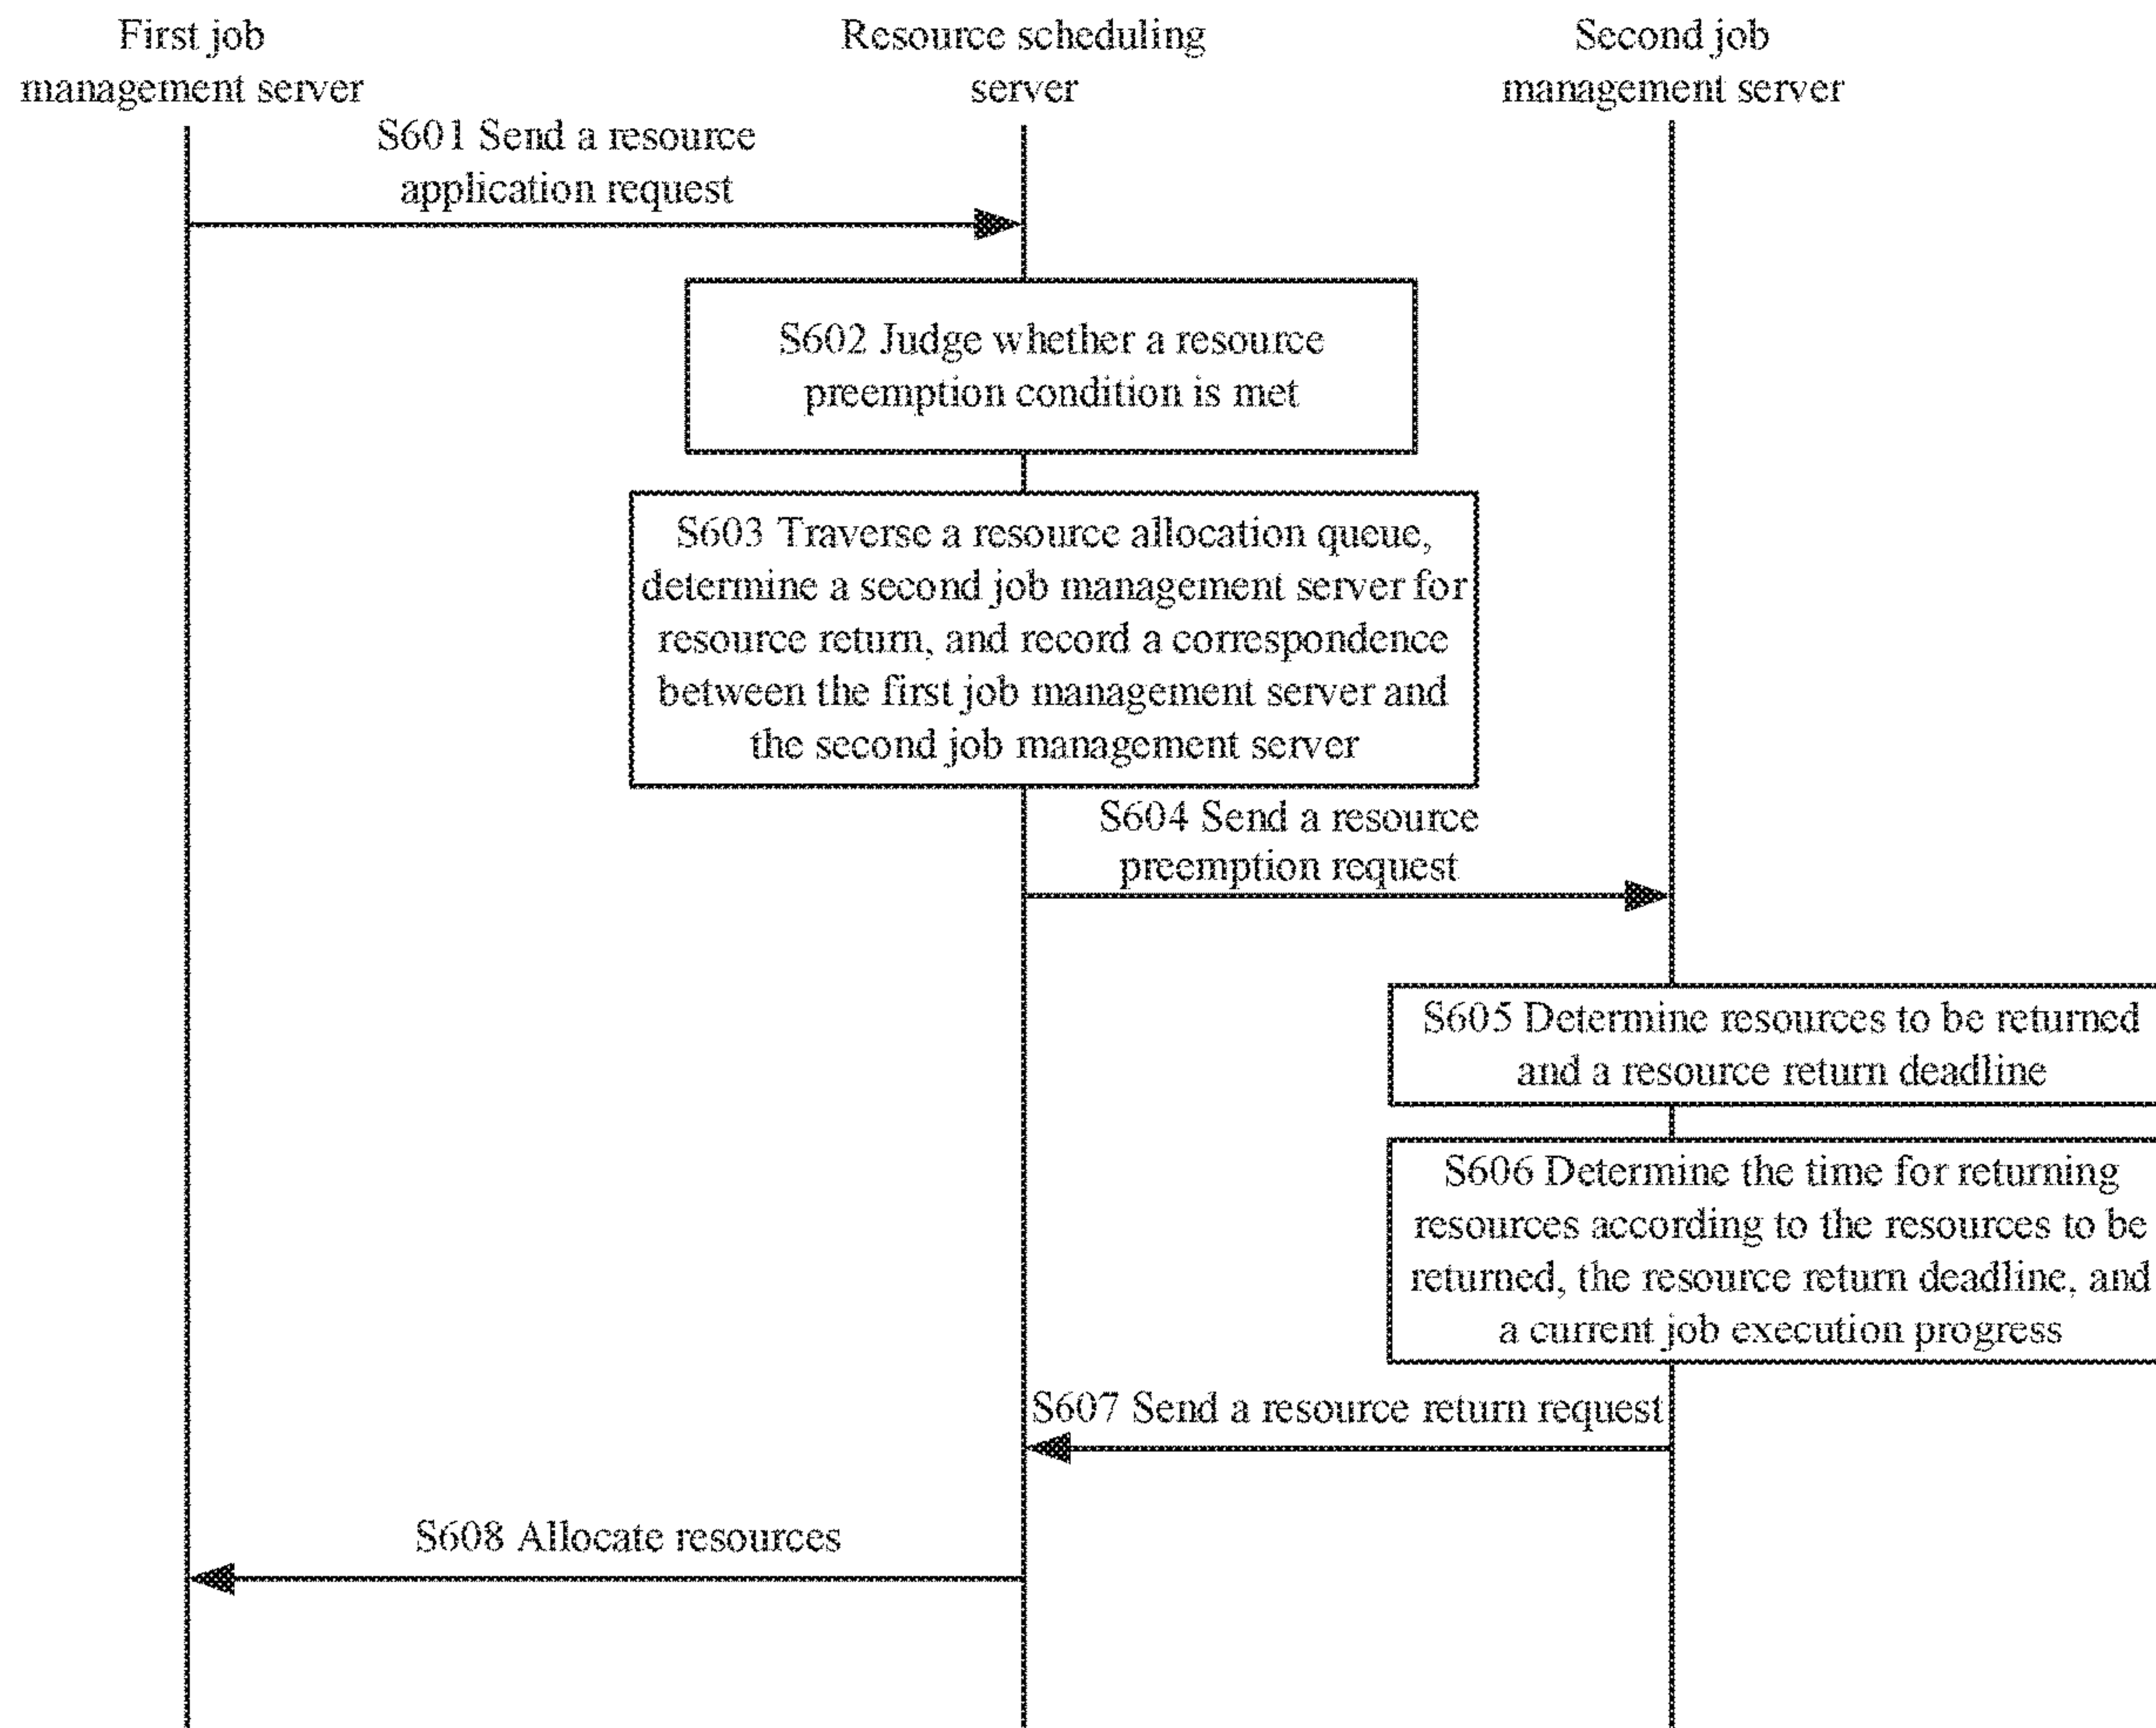 First job
management server
Resource scheduling
server
Second job
management server
S601 Send a resource
application request
S602 Judge whether a resource
preemption condition is met
S603 Traverse a resource allocation queue,
determine a second job management server for
resource return, and record a correspondence
between the first job management server and
the second job management server
S604 Send a resource
preemption request
S605 Determine resources to be returned
and a resource return deadline
S606 Determine the time for returning
resources according to the resources to be
returned, the resource return deadline, and
a current job execution progress
S607 Send a resource return request
S608 Allocate resources